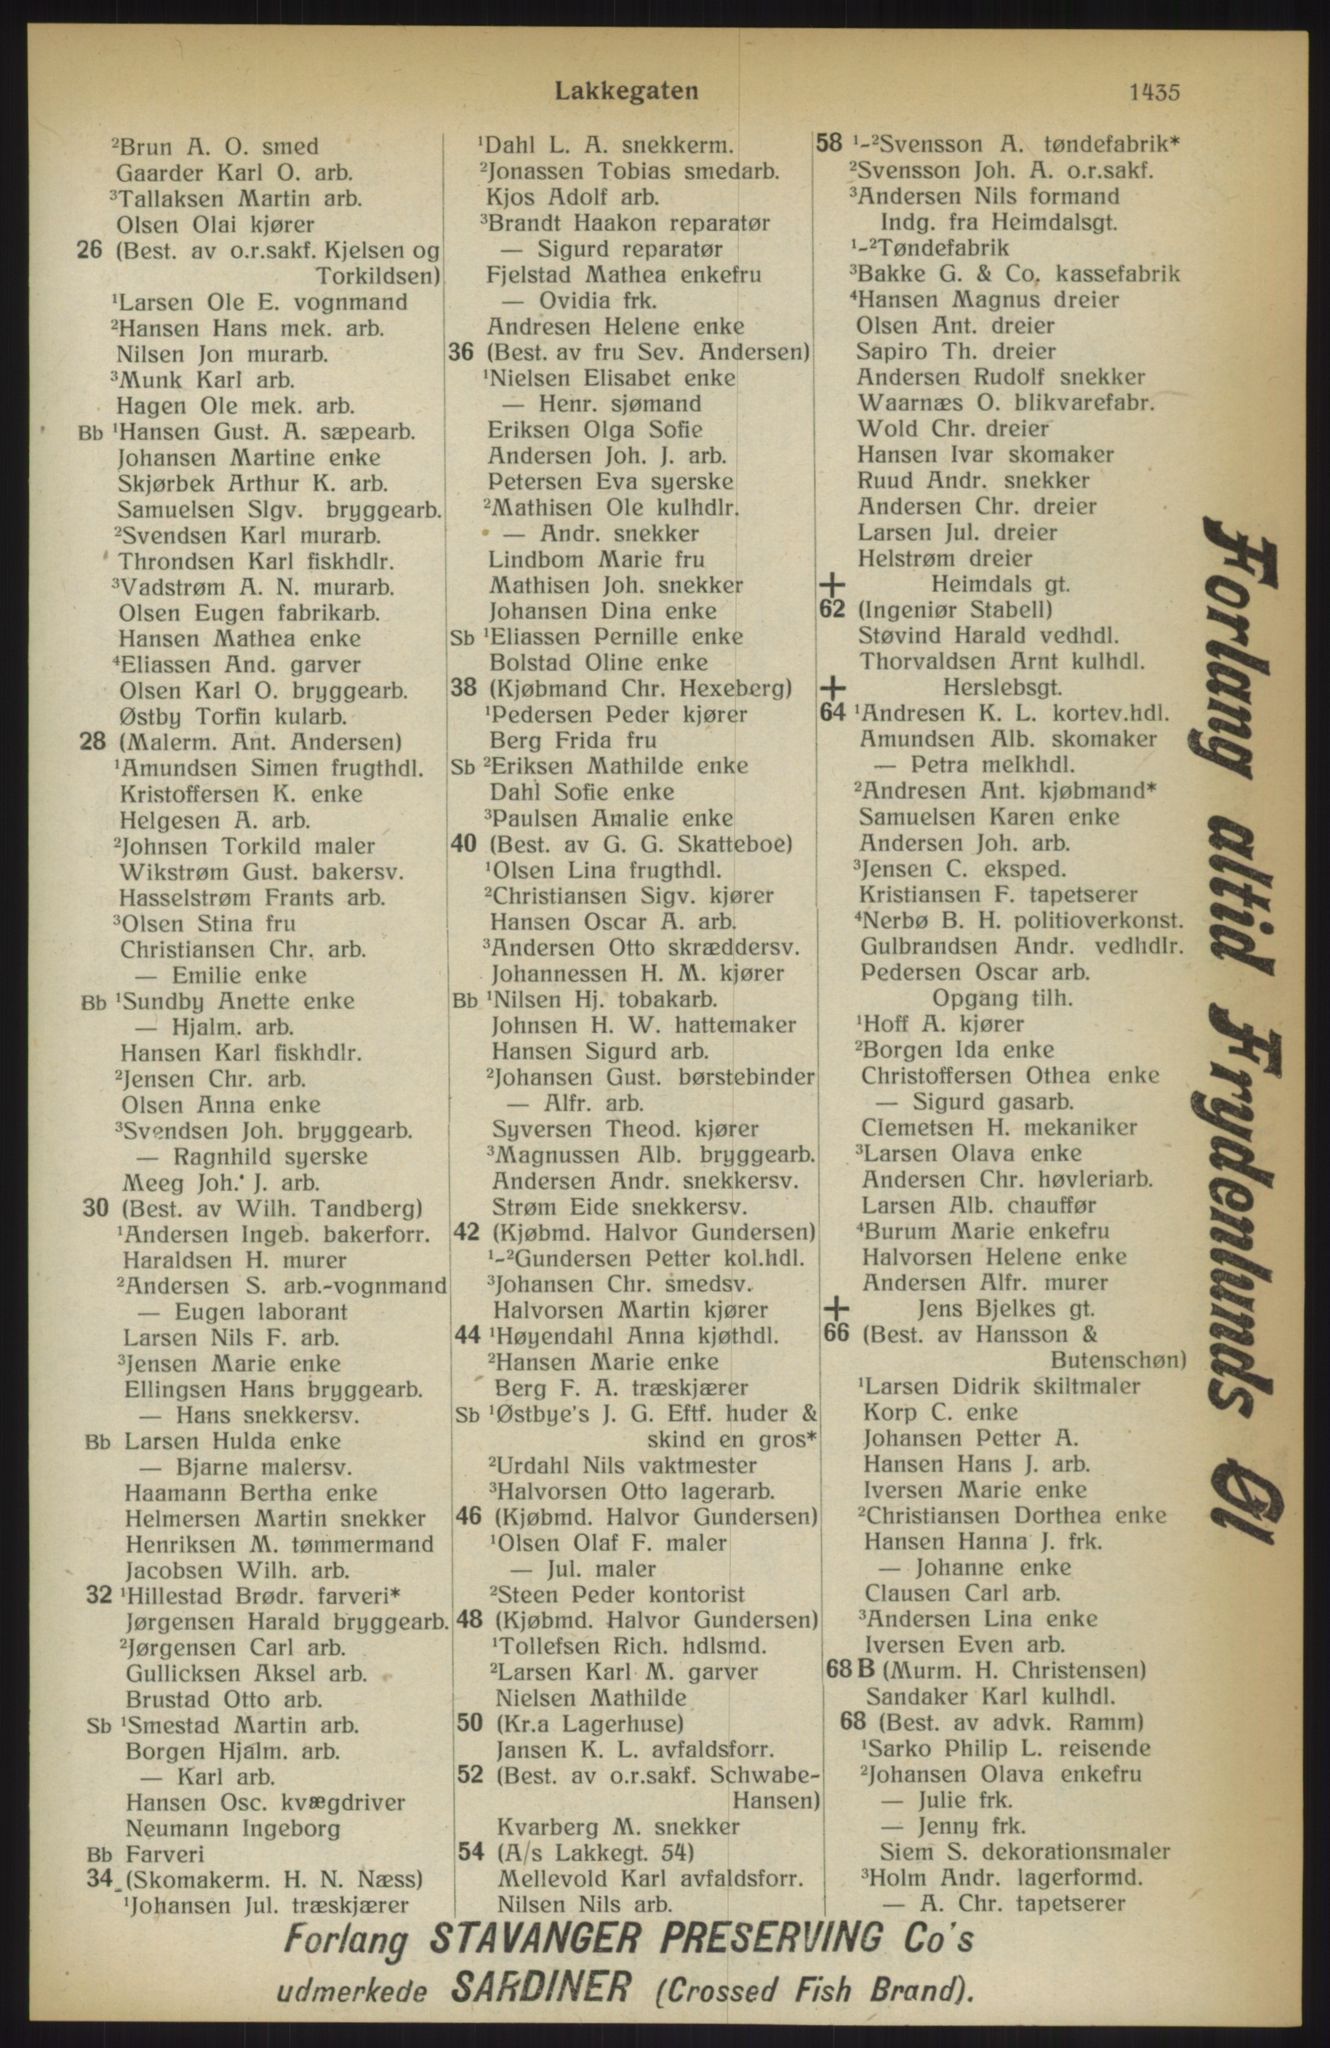 Lakkegaten 1435
²Brun A. O. smed
Gaarder Karl O. arb.
³Tallaksen Martin arb.
Olsen Olai kjører
26 (Best. av o.r.sakf. Kjelsen og
Torkildsen)
¹Larsen Ole E. vognmand
²Hansen Hans mek. arb.
Nilsen Jon murarb.
³Munk Karl arb.
Hagen Ole mek. arb.
Bb ¹Hansen Gust. A. sæpearb.
Johansen Martine enke
Skjørbek Arthur K. arb.
Samuelsen Slgv. bryggearb.
²Svendsen Karl murarb.
Throndsen Karl fiskhdlr.
³Vadstrøm A. N. murarb.
Olsen Eugen fabrikarb.
Hansen Mathea enke
⁴Eliassen And. garver
Olsen Karl O. bryggearb.
Østby Torfin kularb.
28 (Malerm. Ant. Andersen)
¹Amundsen Simen frugthdl.
Kristoffersen K. enke
Helgesen A. arb.
²Johnsen Torkild maler
Wikstrøm Gust. bakersv.
Hasselstrøm Frants arb.
³Olsen Stina fru
Christiansen Chr. arb.
— Emilie enke
Bb ¹Sundby Anette enke
— Hjalm. arb.
Hansen Karl fiskhdlr.
²Jensen Chr. arb.
Olsen Anna enke
³Svendsen Joh. bryggearb.
— Ragnhild syerske
Meeg Joh. J. arb.
30 (Best. av Wilh. Tandberg)
¹Andersen Ingeb. bakerforr.
Haraldsen H. murer
²Andersen S. arb.-vognmand
— Eugen laborant
Larsen Nils F. arb.
³Jensen Marie enke
Ellingsen Hans bryggearb.
— Hans snekkersv.
Bb Larsen Hulda enke
— Bjarne malersv.
Haamann Bertha enke
Helmersen Martin snekker
Henriksen M. tømmermand
Jacobsen Wilh. arb.
32 ¹Hillestad Brødr. farveri*
Jørgensen Harald bryggearb.
²Jørgensen Carl arb.
Gullicksen Aksel arb.
Brustad Otto arb.
Sb ¹Smestad Martin arb.
Borgen Hjalm. arb.
— Karl arb.
Hansen Osc. kvægdriver
Neumann Ingeborg
Bb Farveri
34 (Skomakerm. H. N. Næss)
¹Johansen Jul. træskjærer
¹Dahl L. A. snekkerm.
²Jonassen Tobias smedarb.
Kjos Adolf arb.
³Brandt Haakon reparatør
— Sigurd reparatør
Fjelstad Mathea enkefru
— Ovidia frk.
Andresen Helene enke
36 (Best. av fru Sev. Andersen)
¹Nielsen Elisabet enke
— Henr. sjømand
Eriksen Olga Sofie
Andersen Joh. J. arb.
Petersen Eva syerske
²Mathisen Ole kulhdlr.
— Andr. snekker
Lindbom Marie fru
Mathisen Joh. snekker
Johansen Dina enke
Sb ¹Eliassen Pernille enke
Bolstad Oline enke
38 (Kjøbmand Chr. Hexeberg)
¹Pedersen Peder kjører
Berg Frida fru
Sb ²Eriksen Mathilde enke
Dahl Sofie enke
³Paulsen Amalie enke
40 (Best. av G. G. Skatteboe)
¹Olsen Lina frugthdl.
²Christiansen Sigv. kjører
Hansen Oscar A. arb.
³Andersen Otto skræddersv.
Johannessen H. M. kjører
Bb ¹Nilsen Hj. tobakarb.
Johnsen H. W. hattemaker
Hansen Sigurd arb.
²Johansen Gust. børstebinder
— Alfr. arb.
Syversen Theod. kjører
³Magnussen Alb. bryggearb.
Andersen Andr. snekkersv.
Strøm Eide snekkersv.
42 (Kjøbmd. Halvor Gundersen)
¹-²Gundersen Petter kol.hdl.
³Johansen Chr. smedsv.
Halvorsen Martin kjører
44 ¹Høyendahl Anna kjøthdl.
²Hansen Marie enke
Berg F. A. træskjærer
Sb ¹Østbye's J. G. Eftf. huder &
skind en gros*
²Urdahl Nils vaktmester
³Halvorsen Otto lagerarb.
46 (Kjøbmd. Halvor Gundersen)
¹Olsen Olaf F. maler
— Jul. maler
²Steen Peder kontorist
48 (Kjøbmd. Halvor Gundersen)
¹Tollefsen Rich. hdlsmd.
²Larsen Karl M. garver
Nielsen Mathilde
50 (Kr.a Lagerhuse)
Jansen K. L. avfaldsforr.
52 (Best. av o.r.sakf. Schwabe-
Hansen)
Kvarberg M. snekker
54 (A/s Lakkegt. 54)
Mellevold Karl avfaldsforr.
Nilsen Nils arb.
58 ¹-²Svensson A. tøndefabrik*
²Svensson Joh. A. o.r.sakf.
³Andersen Nils formand
Indg. fra Heimdalsgt.
¹-²Tøndefabrik
³Bakke G. & Co. kassefabrik
⁴Hansen Magnus dreier
Olsen Ant. dreier
Sapiro Th. dreier
Andersen Rudolf snekker
Waarnæs O. blikvarefabr.
Wold Chr. dreier
Hansen Ivar skomaker
Ruud Andr. snekker
Andersen Chr. dreier
Larsen Jul. dreier
Helstrøm dreier
+ Heimdals gt.
62 (Ingeniør Stabell)
Støvind Harald vedhdl.
Thorvaldsen Arnt kulhdl.
+ Herslebsgt.
64 ¹Andresen K. L. kortev.hdl.
Amundsen Alb. skomaker
— Petra melkhdl.
²Andresen Ant. kjøbmand*
Samuelsen Karen enke
Andersen Joh. arb.
³Jensen C. eksped.
Kristiansen F. tapetserer
⁴Nerbø B. H. politioverkonst.
Gulbrandsen Andr. vedhdlr.
Pedersen Oscar arb.
Opgang tilh.
¹Hoff A. kjører
²Borgen Ida enke
Christoffersen Othea enke
— Sigurd gasarb.
Clemetsen H. mekaniker
³Larsen Olava enke
Andersen Chr. høvleriarb.
Larsen Alb. chauffør
⁴Burum Marie enkefru
Halvorsen Helene enke
Andersen Alfr. murer
+ Jens Bjelkes gt.
66 (Best. av Hansson &
Butenschøn)
¹Larsen Didrik skiltmaler
Korp C. enke
Johansen Petter A.
Hansen Hans J. arb.
Iversen Marie enke
²Christiansen Dorthea enke
Hansen Hanna J. frk.
— Johanne enke
Clausen Carl arb.
³Andersen Lina enke
Iversen Even arb.
68 B (Murm. H. Christensen)
Sandaker Karl kulhdl.
68 (Best. av advk. Ramm)
¹Sarko Philip L. reisende
²Johansen Olava enkefru
— Julie frk.
— Jenny frk.
Siem S. dekorationsmaler
³Holm Andr. lagerformd.
— A. Chr. tapetserer
Forlang altid Frydenlunds Øl
Forlang STAVANGER PRESERVING Co's
udmerkede SARDINER (Crossed Fish Brand).